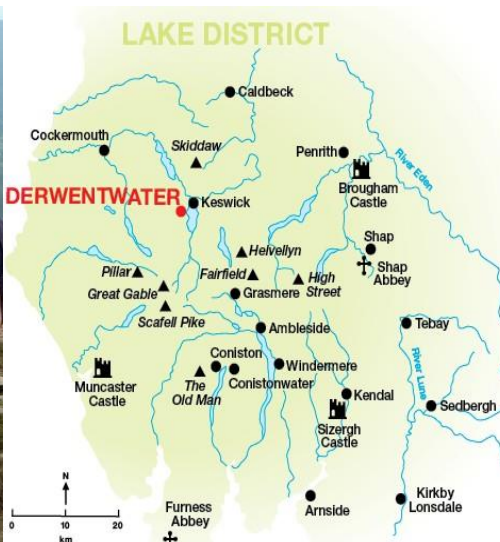 LAKE DISTRICT
Caldbeck
Cockermouth
Skiddaw
Penrith
River Eden
Brougham
Castle
DERWENTWATER
Keswick
Shap
Shap
Abbey
Helvellyn
Pillar
Fairfield
High
Street
Great Gable
Grasmere
Scafell Pike
Ambleside
Tebay
River Lune
Coniston
Windermere
Muncaster
Castle
The
Old Man
Conistonwater
Kendal
Sedbergh
Sizergh
Castle
N
Furness
Abbey
Arnside
Kirkby
Lonsdale
0 10 20
km